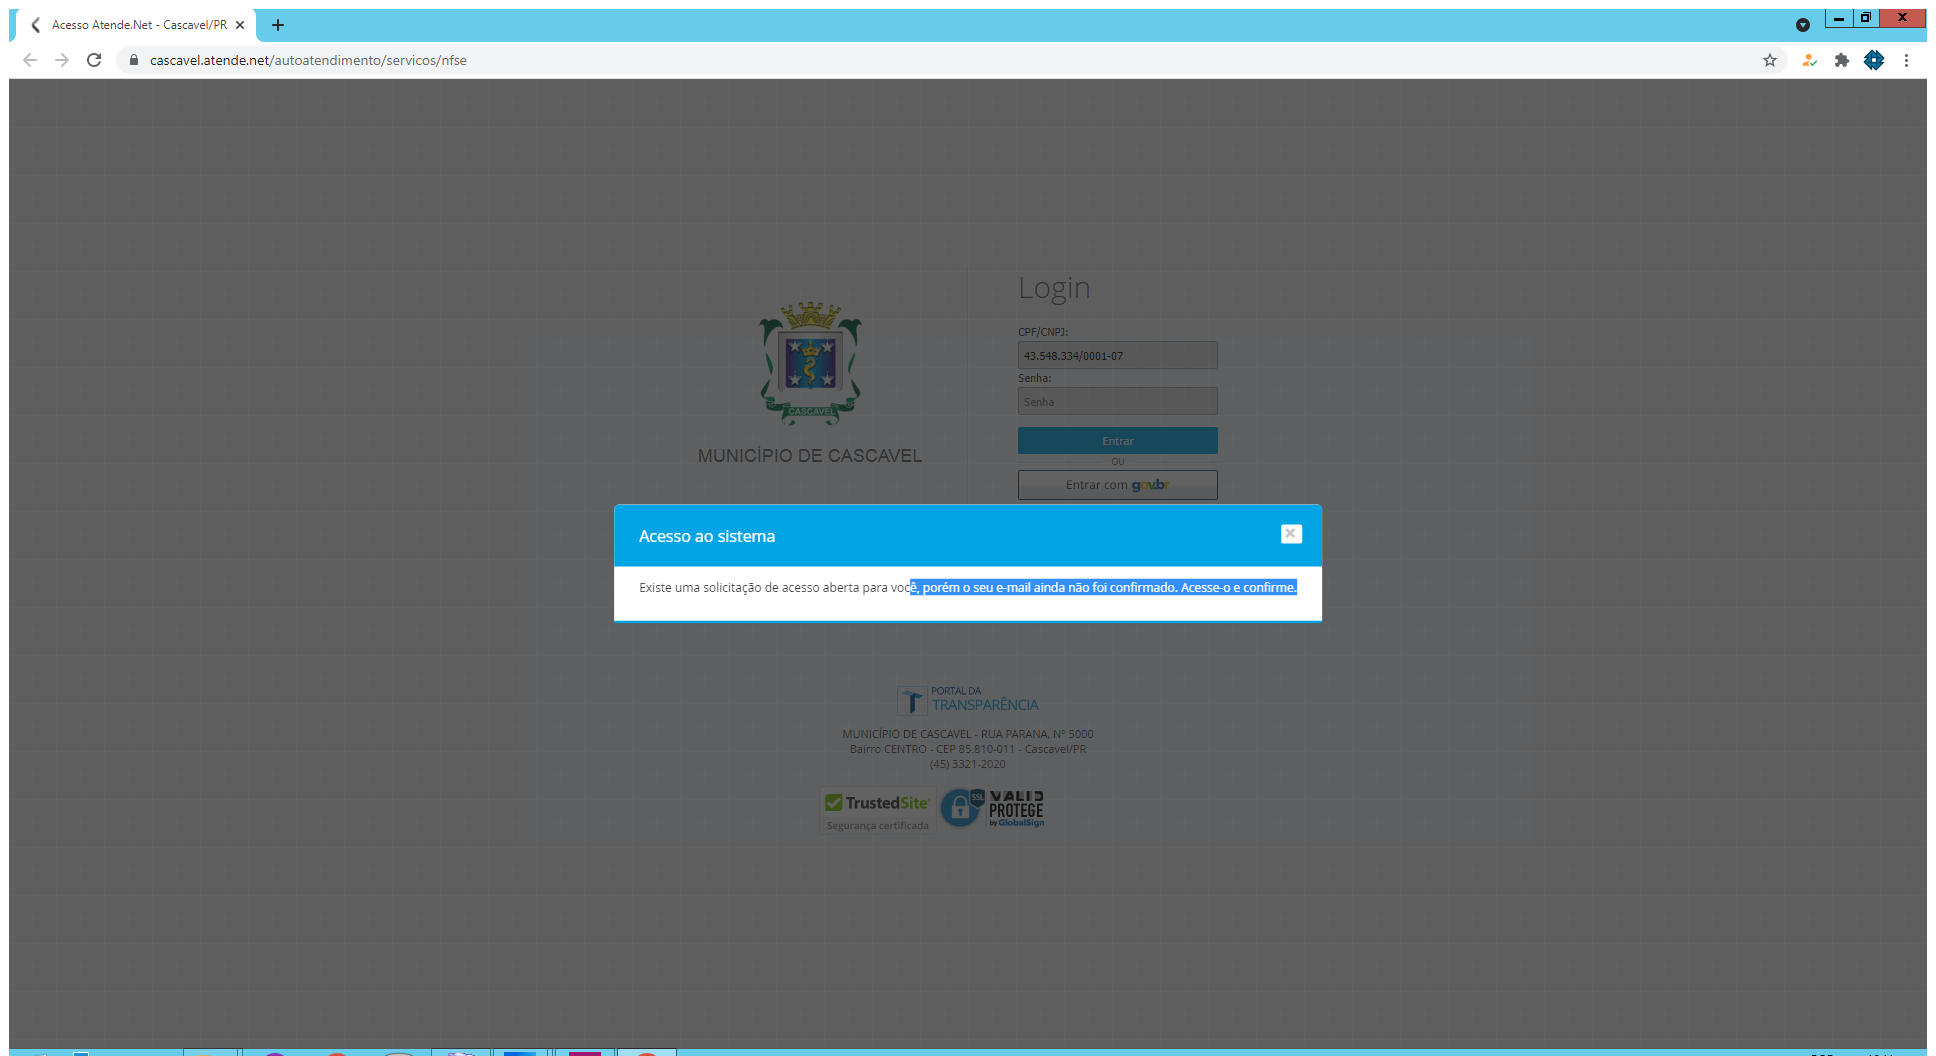 Acesso Atende.Net - Cascavel/PR
cascavel.atende.net/autoatendimento/servicos/nfse
Login
CPF/CNPJ:
43.548.334/0001-07
Senha:
Senha
Entrar
OU
Entrar com gov.br
CASCAVEL
MUNICÍPIO DE CASCAVEL
Acesso ao sistema
Existe uma solicitação de acesso aberta para você, porém o seu e-mail ainda não foi confirmado. Acesse-o e confirme.
PORTAL DA
TRANSPARÊNCIA
MUNICÍPIO DE CASCAVEL - RUA PARANA, Nº 5000
Bairro CENTRO - CEP 85.810-011 - Cascavel/PR
(45) 3321-2020
TrustedSite
Segurança certificada
SSL
VALID
PROTEGE
by GlobalSign